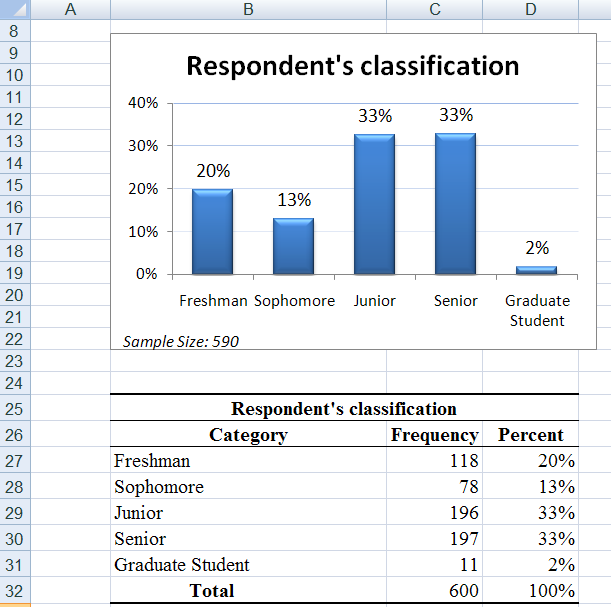 A B C D
8
9
10
11
12
13
14
15
16
17
18
19
20
21
22
23
24
Respondent's classification
40%
30%
20%
10%
0%
20%
13%
33%
33%
2%
Freshman Sophomore Junior Senior Graduate
Student
Sample Size: 590
25 Respondent's classification
26 Category Frequency Percent
27 Freshman 118 20%
28 Sophomore 78 13%
29 Junior 196 33%
30 Senior 197 33%
31 Graduate Student 11 2%
32 Total 600 100%